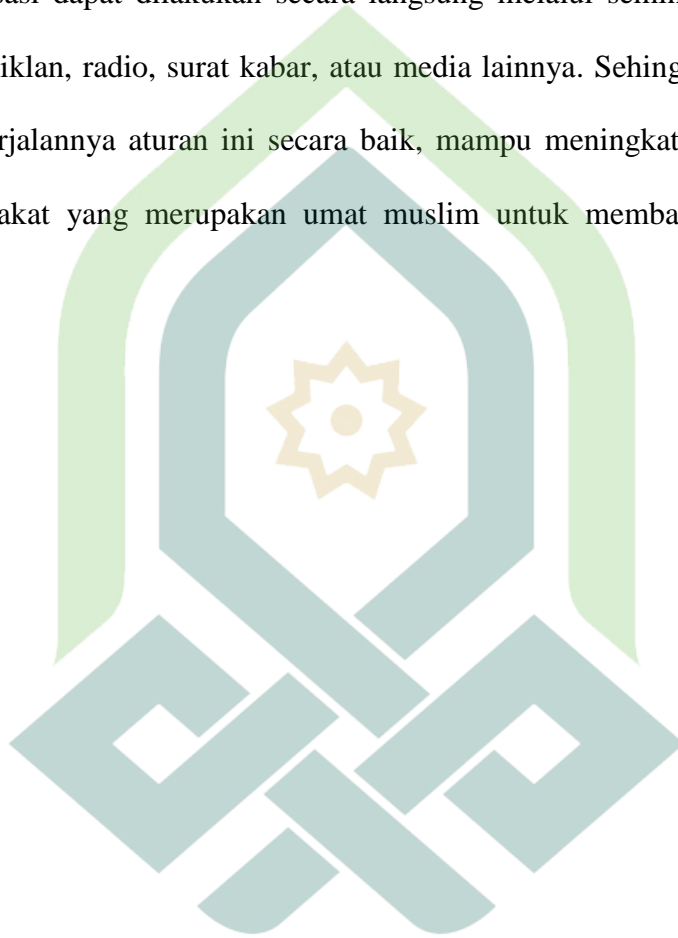 sasi dapat dilakukan secara langsung melalui semin
iklan, radio, surat kabar, atau media lainnya. Sehing
rjalannya aturan ini secara baik, mampu meningkat
akat yang merupakan umat muslim untuk memba